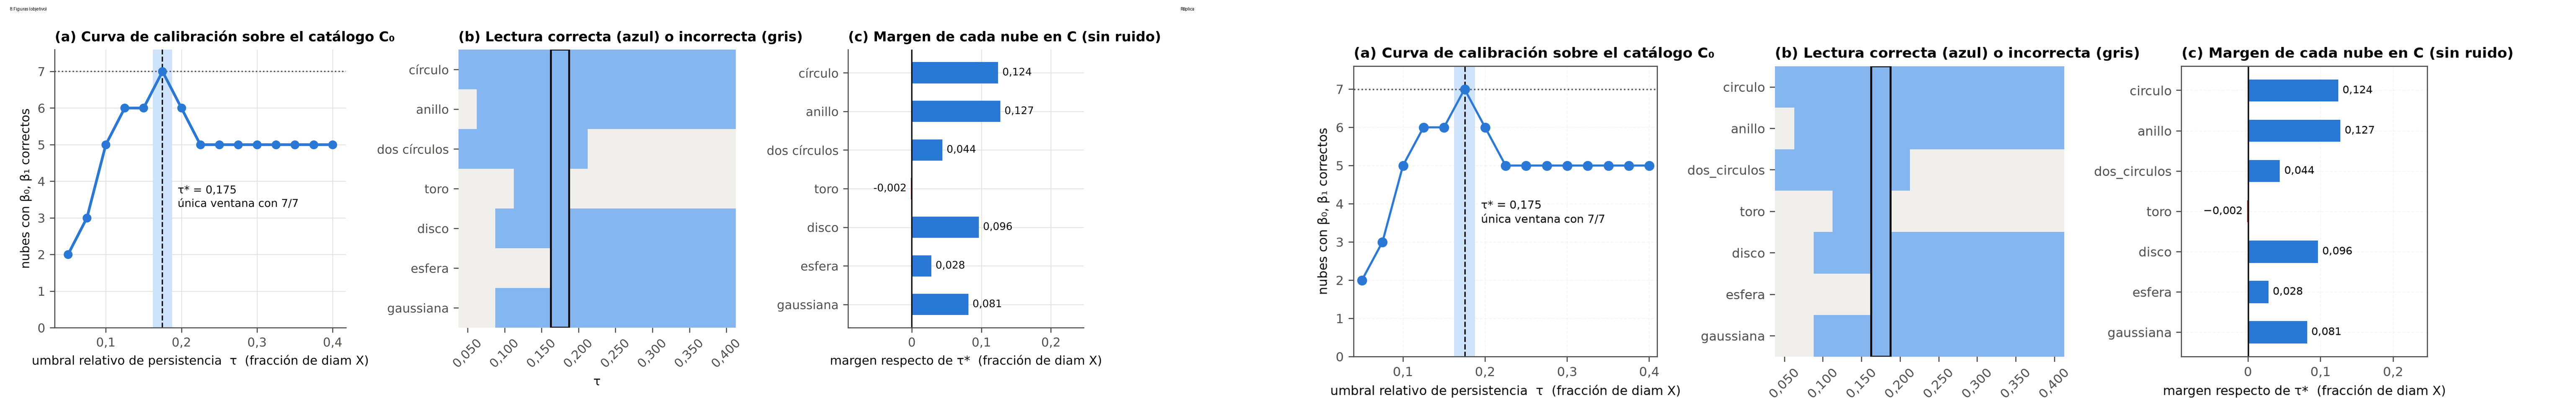 8 Figuras (objetivo)
Réplica
(a) Curva de calibración sobre el catálogo C₀
nubes con β₀, β₁ correctos
7
6
5
4
3
2
1
0
τ* = 0,175
única ventana con 7/7
0,1 0,2 0,3 0,4
umbral relativo de persistencia τ (fracción de diam X)
(b) Lectura correcta (azul) o incorrecta (gris)
círculo
anillo
dos círculos
toro
disco
esfera
gaussiana
0,050 0,100 0,150 0,200 0,250 0,300 0,350 0,400
τ
(c) Margen de cada nube en C (sin ruido)
círculo 0,124
anillo 0,127
dos círculos 0,044
toro -0,002
disco 0,096
esfera 0,028
gaussiana 0,081
0 0,1 0,2
margen respecto de τ* (fracción de diam X)
(a) Curva de calibración sobre el catálogo C₀
nubes con β₀, β₁ correctos
7
6
5
4
3
2
1
0
τ* = 0,175
única ventana con 7/7
0,1 0,2 0,3 0,4
umbral relativo de persistencia τ (fracción de diam X)
(b) Lectura correcta (azul) o incorrecta (gris)
circulo
anillo
dos_circulos
toro
disco
esfera
gaussiana
0,050 0,100 0,150 0,200 0,250 0,300 0,350 0,400
(c) Margen de cada nube en C (sin ruido)
circulo 0,124
anillo 0,127
dos_circulos 0,044
toro −0,002
disco 0,096
esfera 0,028
gaussiana 0,081
0 0,1 0,2
margen respecto de τ* (fracción de diam X)